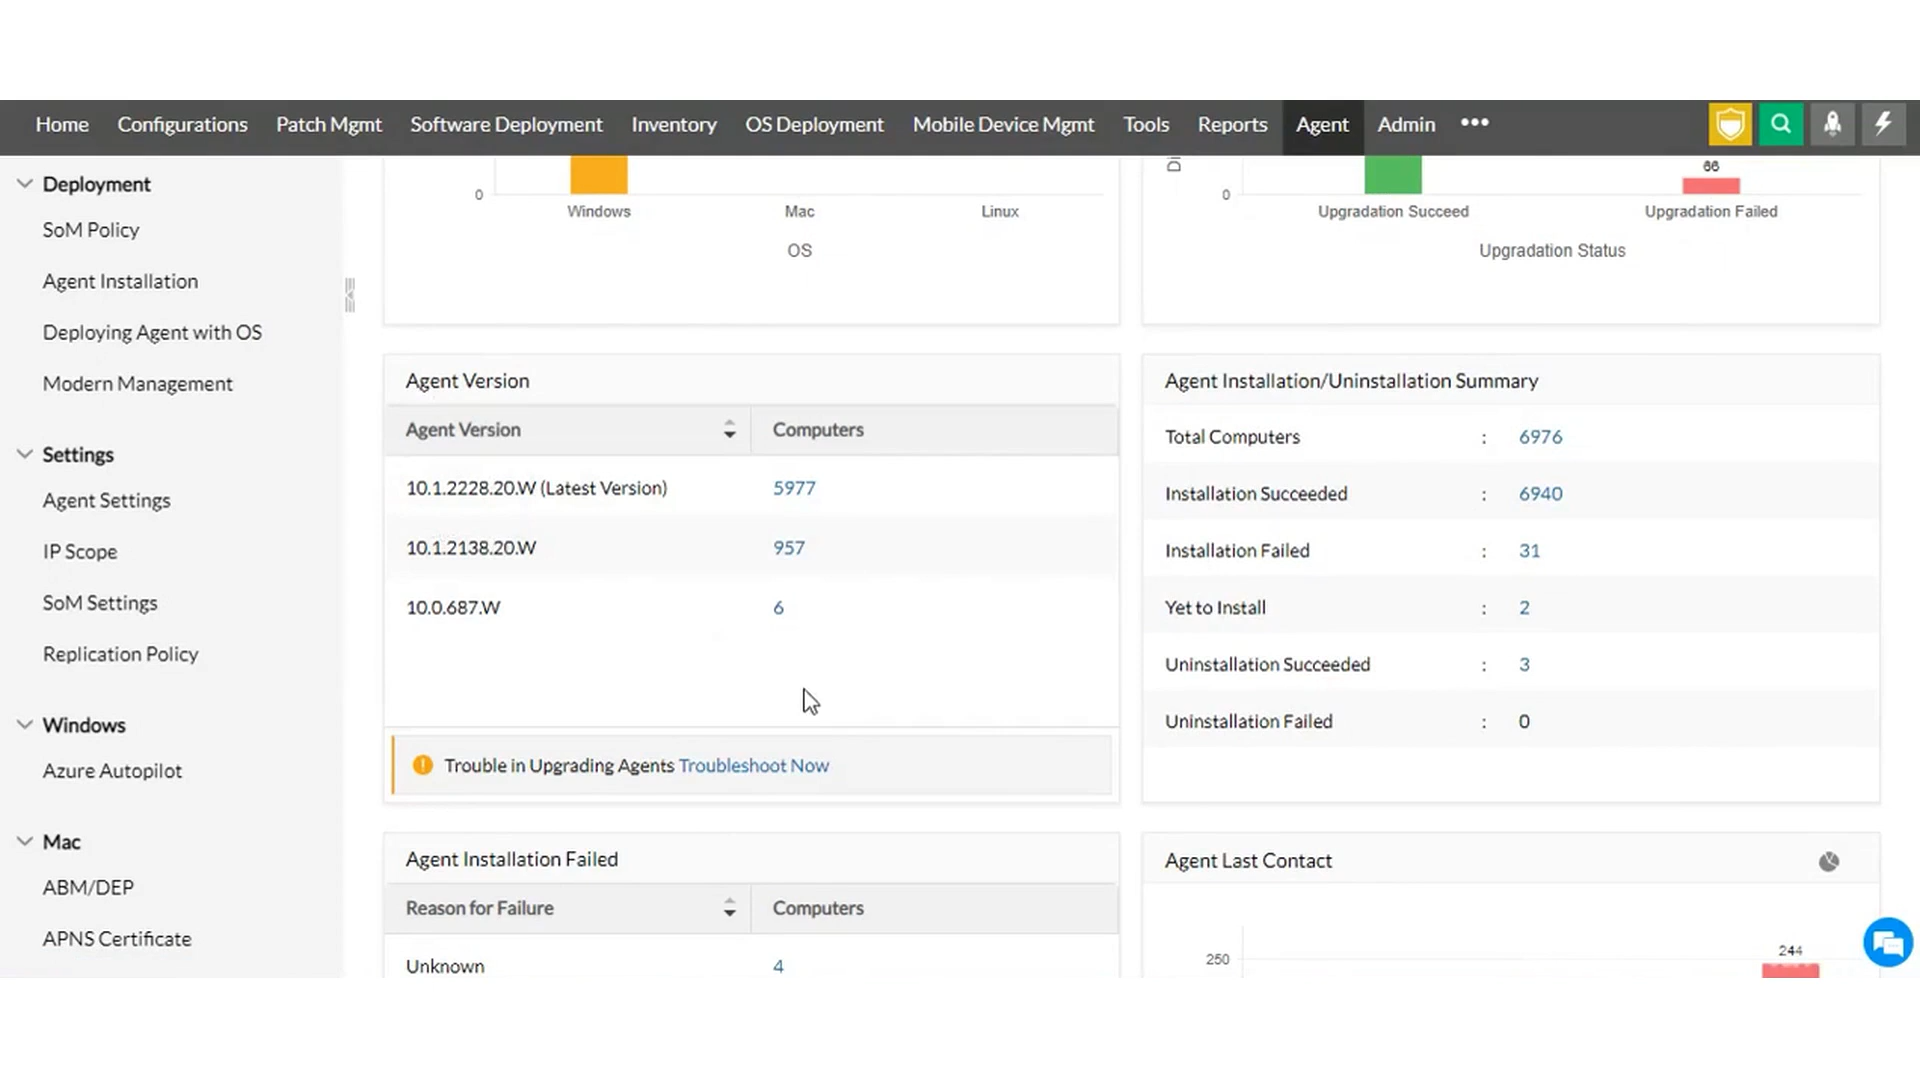 Home Configurations Patch Mgmt Software Deployment Inventory OS Deployment Mobile Device Mgmt Tools Reports Agent Admin •••
Deployment
SoM Policy
Agent Installation
Deploying Agent with OS
Modern Management
Settings
Agent Settings
IP Scope
SoM Settings
Replication Policy
Windows
Azure Autopilot
Mac
ABM/DEP
APNS Certificate
0
Windows Mac Linux
OS
66
0
Upgradation Succeed Upgradation Failed
Upgradation Status
Agent Version
Agent Version Computers
10.1.2228.20.W (Latest Version) 5977
10.1.2138.20.W 957
10.0.687.W 6
Trouble in Upgrading Agents Troubleshoot Now
Agent Installation/Uninstallation Summary
Total Computers : 6976
Installation Succeeded : 6940
Installation Failed : 31
Yet to Install : 2
Uninstallation Succeeded : 3
Uninstallation Failed : 0
Agent Installation Failed
Reason for Failure Computers
Unknown 4
Agent Last Contact
250
244